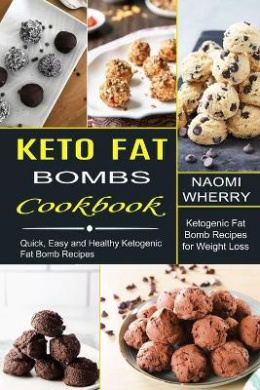 KETO FAT
BOMBS
Cookbook
Quick, Easy and Healthy Ketogenic
Fat Bomb Recipes
NAOMI
WHERRY
Ketogenic Fat
Bomb Recipes
for Weight Loss